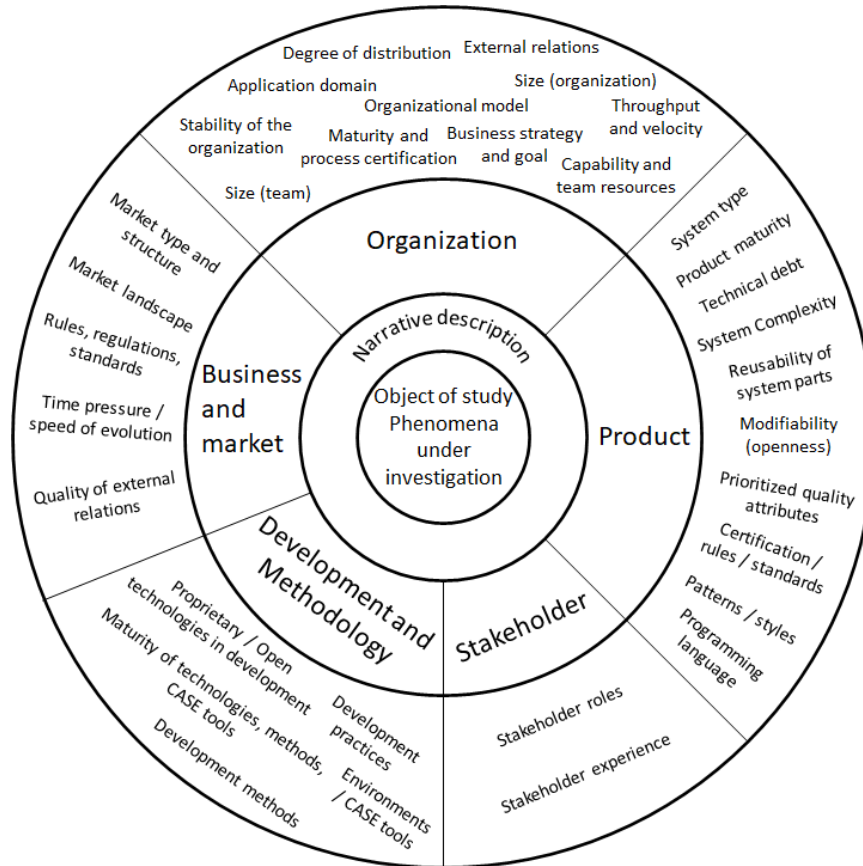 Degree of distribution
External relations
Application domain
Size (organization)
Organizational model
Throughput
and velocity
Stability of the
organization
Maturity and
process certification
Business strategy
and goal
Capability and
team resources
Size (team)
Organization
Narrative description
Object of study
Phenomena
under
investigation
Business
and
market
Market type and
structure
Market landscape
Rules, regulations,
standards
Time pressure /
speed of evolution
Quality of external
relations
Product
System type
Product maturity
Technical debt
System Complexity
Reusability of
system parts
Modifiability
(openness)
Prioritized quality
attributes
Certification /
rules / standards
Patterns / styles
Programming
language
Stakeholder
Stakeholder roles
Stakeholder experience
Development and
Methodology
Proprietary / Open
technologies in development
Maturity of technologies, methods,
CASE tools
Development methods
Development
practices
Environments
/ CASE tools